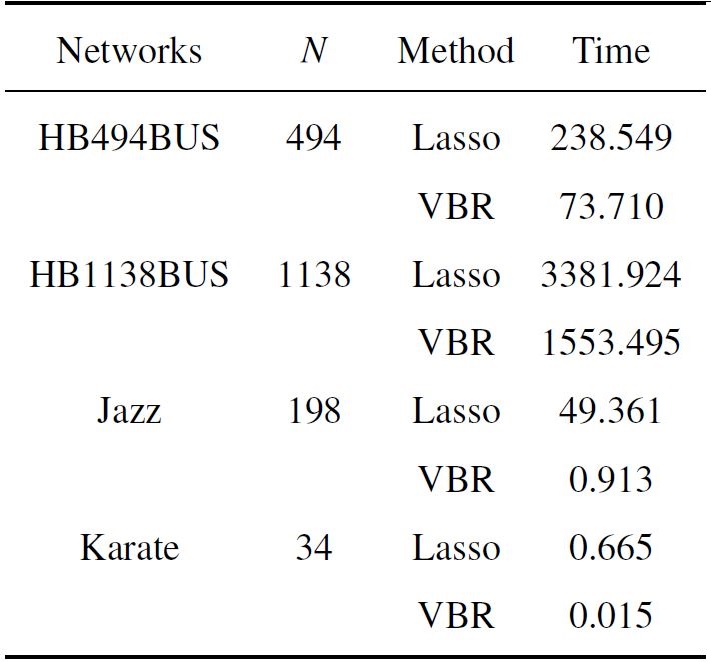 Networks N Method Time
HB494BUS 494 Lasso 238.549
VBR 73.710
HB1138BUS 1138 Lasso 3381.924
VBR 1553.495
Jazz 198 Lasso 49.361
VBR 0.913
Karate 34 Lasso 0.665
VBR 0.015